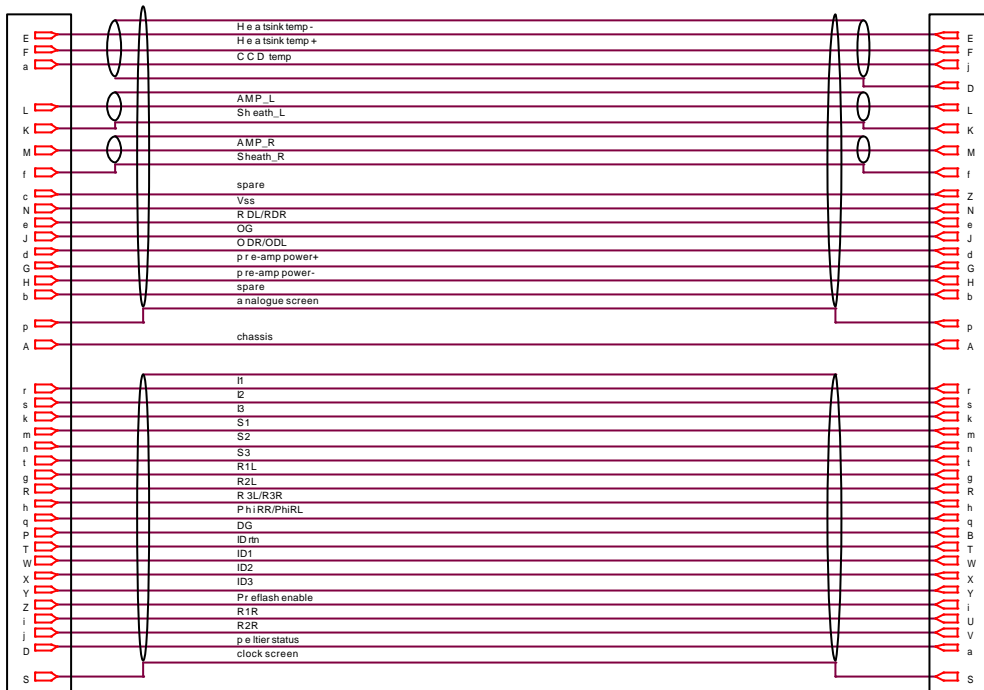 Heatsink temp-
E E
Heatsink temp+
F F
CCD temp
a j
D
AMP_L
L L
Sheath_L
K K
AMP_R
M M
Sheath_R
f f
spare
c Z
Vss
N N
RDL/RDR
e e
OG
J J
ODR/ODL
d d
pre-amp power+
G G
pre-amp power-
H H
spare
b b
analogue screen
p p
chassis
A A
I1
r r
I2
s s
I3
k k
S1
m m
S2
n n
S3
t t
R1L
g g
R2L
R R
R3L/R3R
h h
PhiRR/PhiRL
q q
DG
P B
ID rtn
T T
ID1
W W
ID2
X X
ID3
Y Y
Preflash enable
Z i
R1R
i U
R2R
j V
peltier status
D a
clock screen
S S